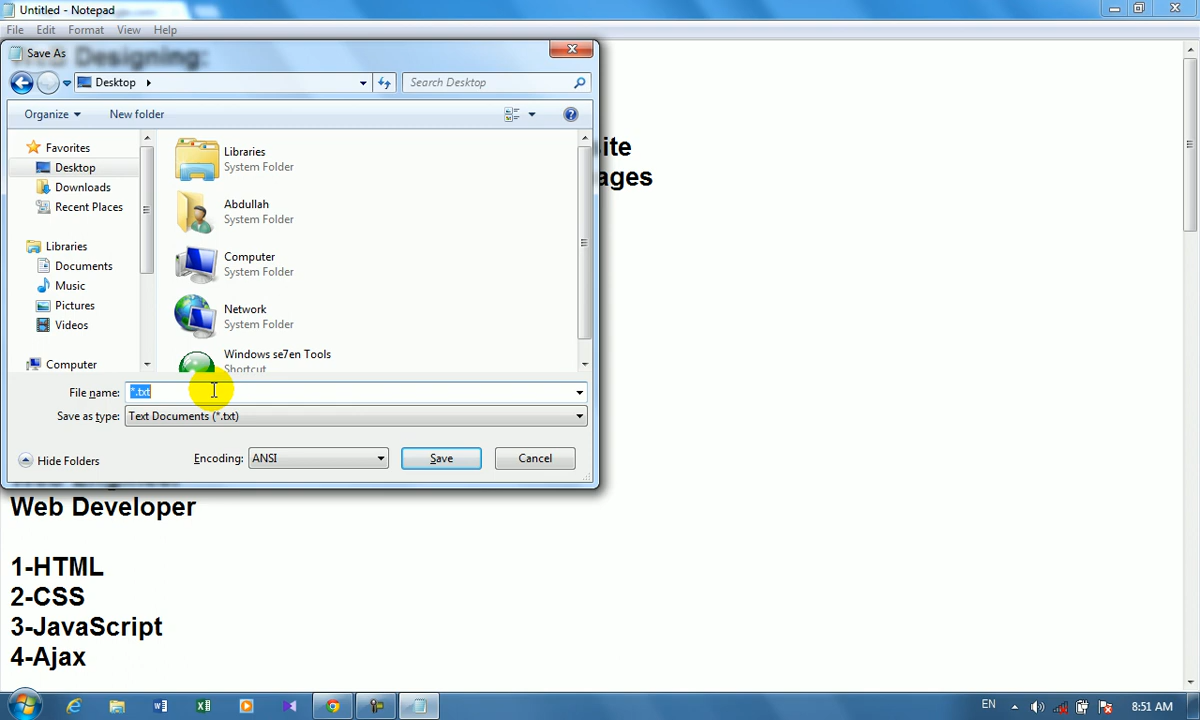 Untitled - Notepad
File Edit Format View Help
Save As
Designing:
Desktop
Search Desktop
Organize
New folder
Favorites
Desktop
Downloads
Recent Places
Libraries
Documents
Music
Pictures
Videos
Computer
Libraries
System Folder
Abdullah
System Folder
Computer
System Folder
Network
System Folder
Windows se7en Tools
Shortcut
ite
ages
File name: *.txt
Save as type: Text Documents (*.txt)
Hide Folders
Encoding: ANSI
Save
Cancel
Web Developer
1-HTML
2-CSS
3-JavaScript
4-Ajax
EN
8:51 AM